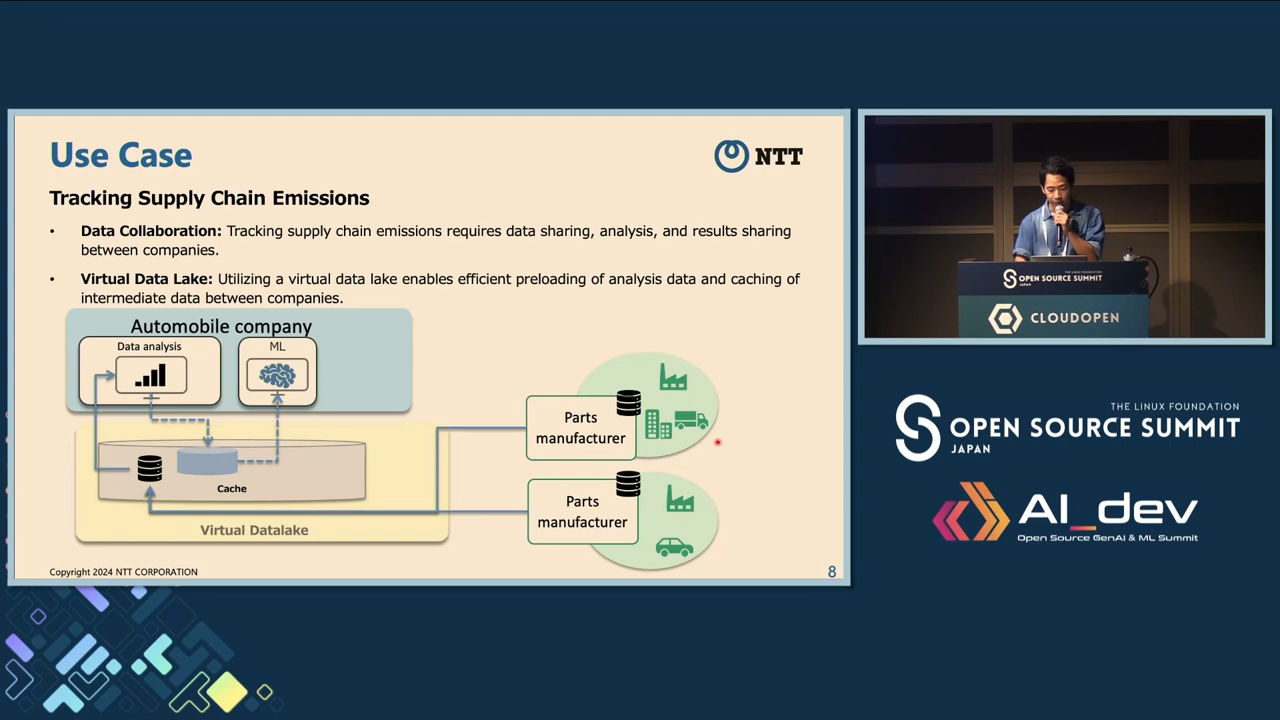 Use Case
NTT
Tracking Supply Chain Emissions
• Data Collaboration: Tracking supply chain emissions requires data sharing, analysis, and results sharing
between companies.
• Virtual Data Lake: Utilizing a virtual data lake enables efficient preloading of analysis data and caching of
intermediate data between companies.
Automobile company
Data analysis
ML
Parts
manufacturer
Cache
Parts
manufacturer
Virtual Datalake
Copyright 2024 NTT CORPORATION
8
THE LINUX FOUNDATION
OPEN SOURCE SUMMIT
JAPAN
CLOUDOPEN
THE LINUX FOUNDATION
OPEN SOURCE SUMMIT
JAPAN
AI_dev
Open Source GenAI & ML Summit